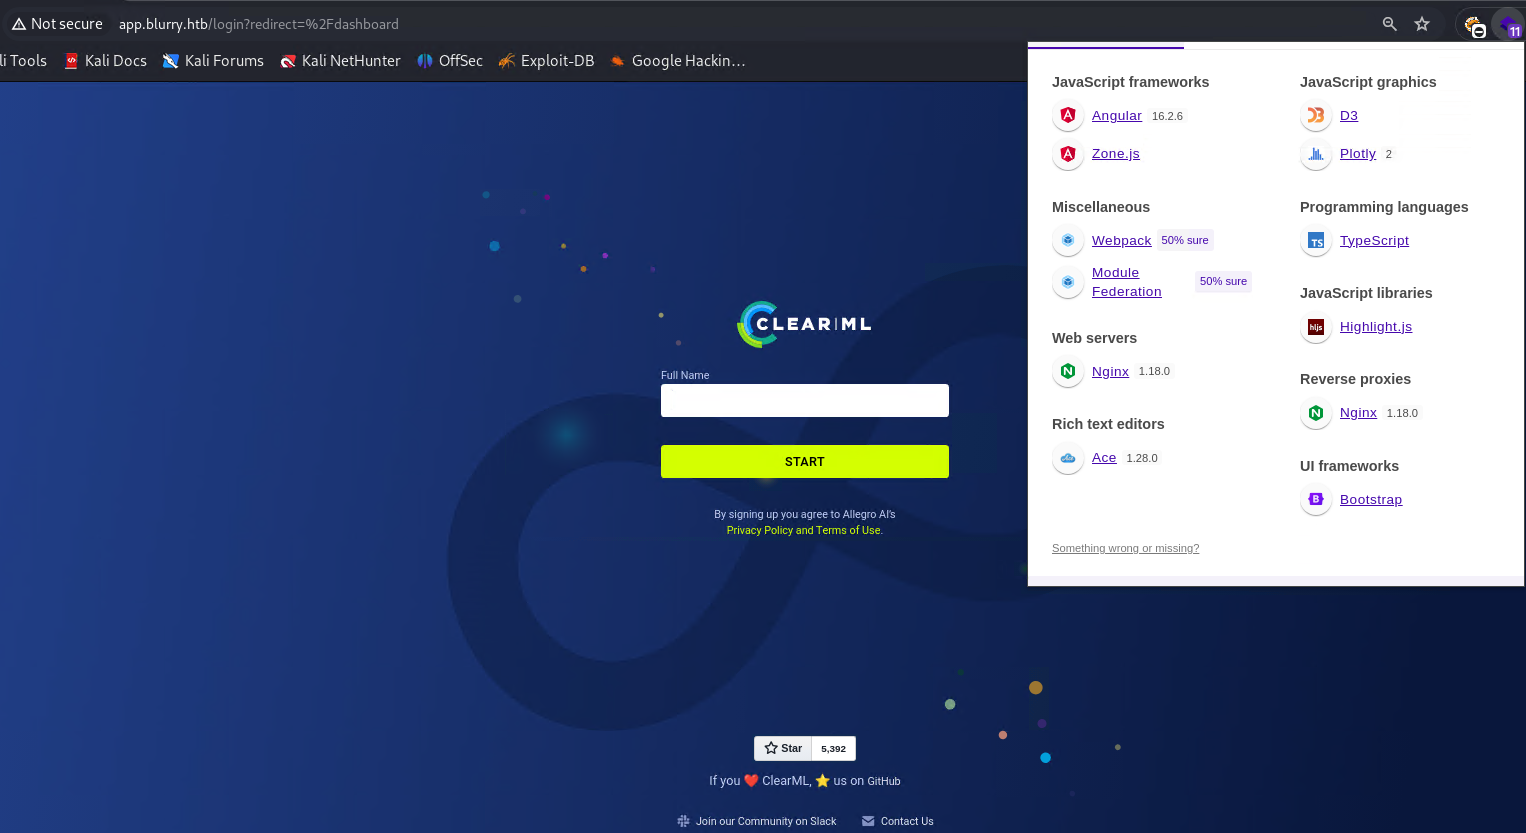 Not secure app.blurry.htb/login?redirect=%2Fdashboard
11
li Tools Kali Docs Kali Forums Kali NetHunter OffSec Exploit-DB Google Hackin…
CLEAR|ML
Full Name
START
By signing up you agree to Allegro AI's
Privacy Policy and Terms of Use.
Star 5,392
If you ❤️ ClearML, ⭐ us on GitHub
Join our Community on Slack Contact Us
JavaScript frameworks
Angular 16.2.6
Zone.js
Miscellaneous
Webpack 50% sure
Module
Federation 50% sure
Web servers
Nginx 1.18.0
Rich text editors
Ace 1.28.0
JavaScript graphics
D3
Plotly 2
Programming languages
TS TypeScript
JavaScript libraries
hljs Highlight.js
Reverse proxies
Nginx 1.18.0
UI frameworks
B Bootstrap
Something wrong or missing?